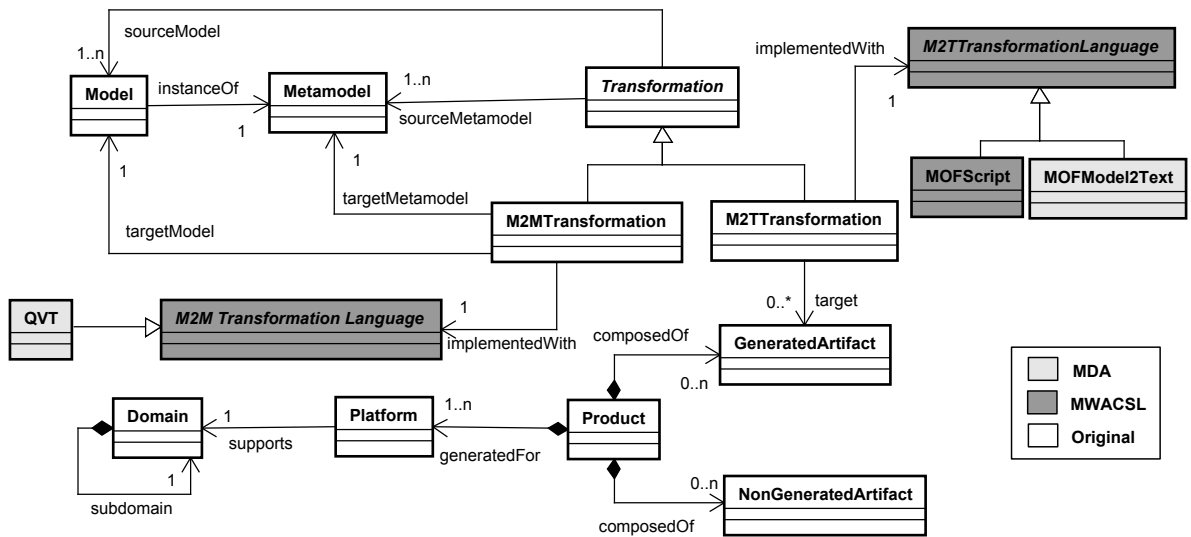 sourceModel
implementedWith
M2TTransformationLanguage
1..n
Model
instanceOf
Metamodel
1..n
Transformation
sourceMetamodel
1
1
1
1
MOFScript
MOFModel2Text
1
targetMetamodel
M2MTransformation
M2TTransformation
targetModel
QVT
M2M Transformation Language
1
implementedWith
0..*
target
composedOf
GeneratedArtifact
0..n
MDA
MWACSL
Original
Domain
1
supports
Platform
1..n
generatedFor
Product
1
subdomain
0..n
NonGeneratedArtifact
composedOf